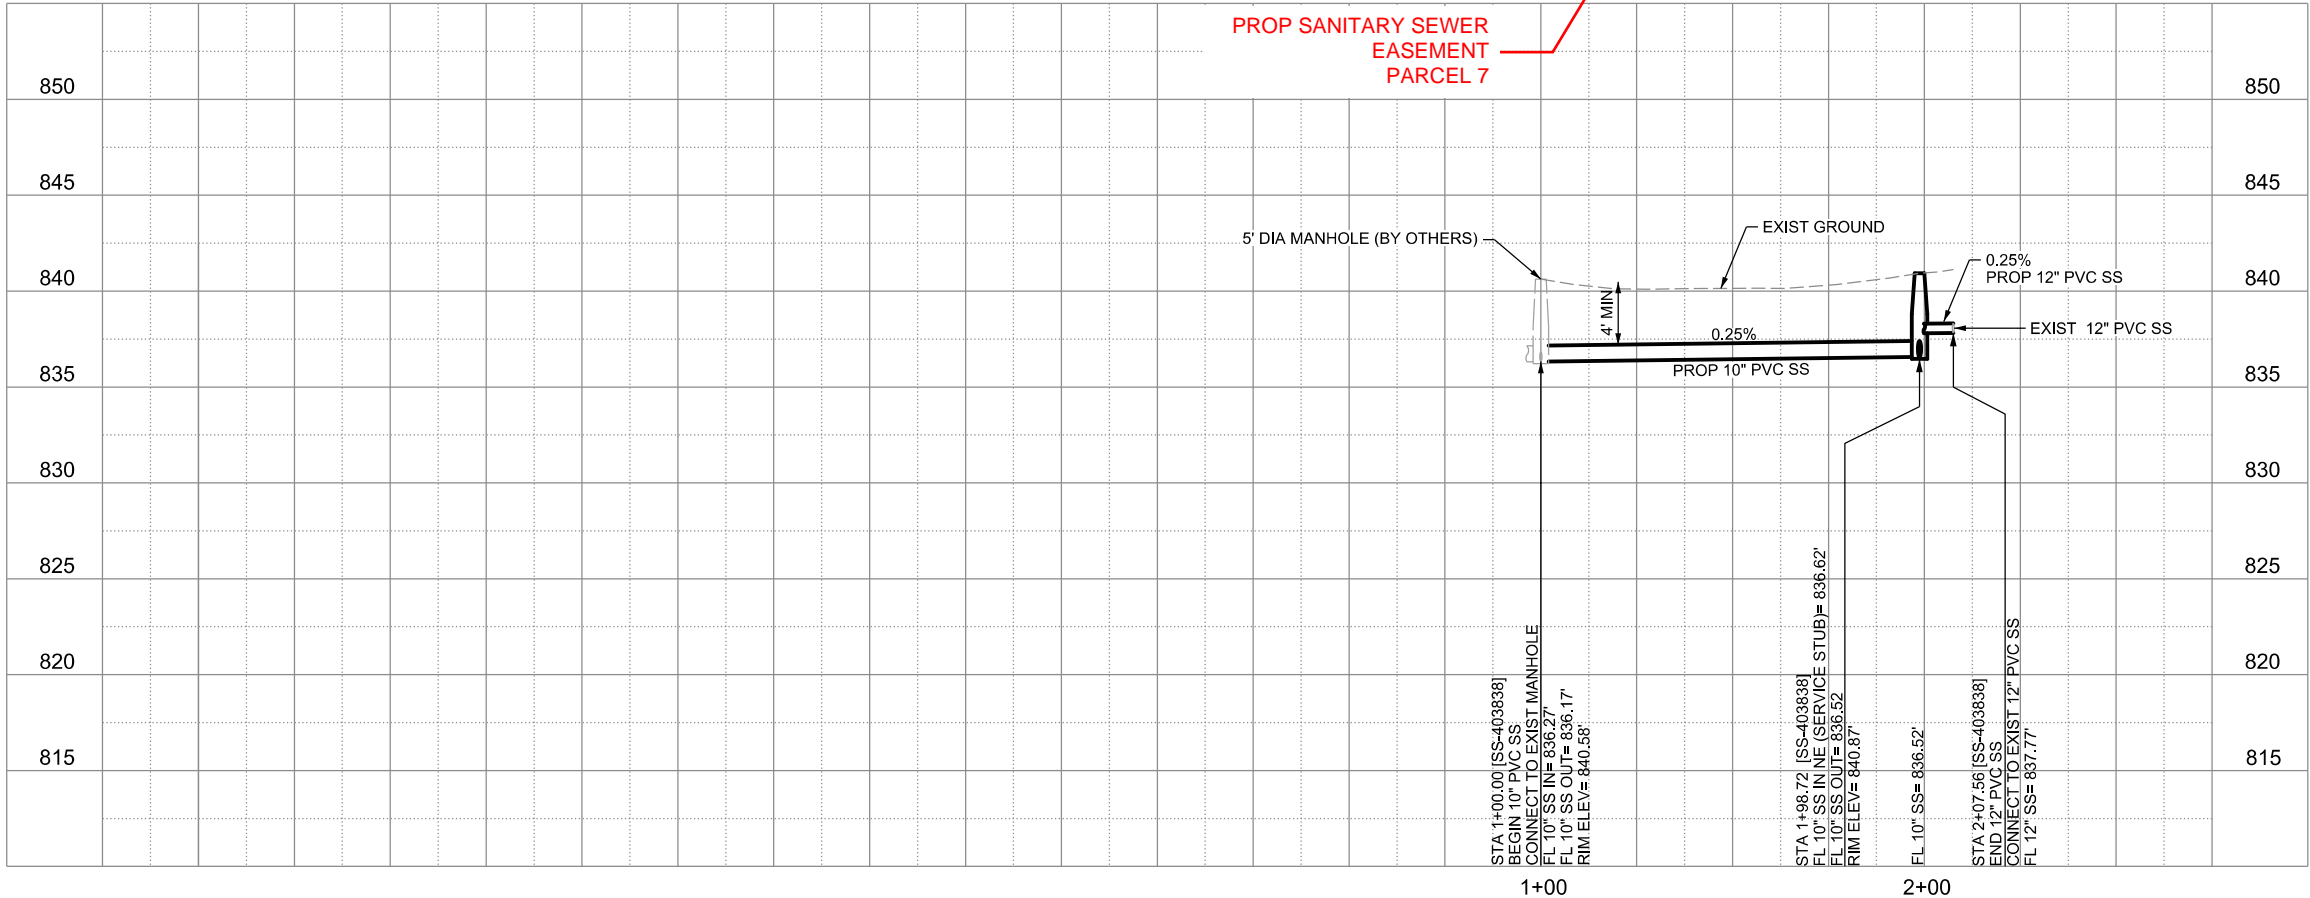 PROP SANITARY SEWER
EASEMENT
PARCEL 7
850
850
845
845
5' DIA MANHOLE (BY OTHERS)
EXIST GROUND
0.25%
PROP 12" PVC SS
840
840
4' MIN
EXIST 12" PVC SS
0.25%
PROP 10" PVC SS
835
835
830
830
825
825
820
820
815
815
STA 1+00.00 [SS-403838]
BEGIN 10" PVC SS
CONNECT TO EXIST MANHOLE
FL 10" SS IN= 836.27'
FL 10" SS OUT= 836.17'
RIM ELEV= 840.58'
STA 1+98.72 [SS-403838]
FL 10" SS IN NE (SERVICE STUB)= 836.62'
FL 10" SS OUT= 836.52
RIM ELEV= 840.87'
FL 10" SS= 836.52'
STA 2+07.56 [SS-403838]
END 12" PVC SS
CONNECT TO EXIST 12" PVC SS
FL 12" SS= 837.77'
1+00
2+00